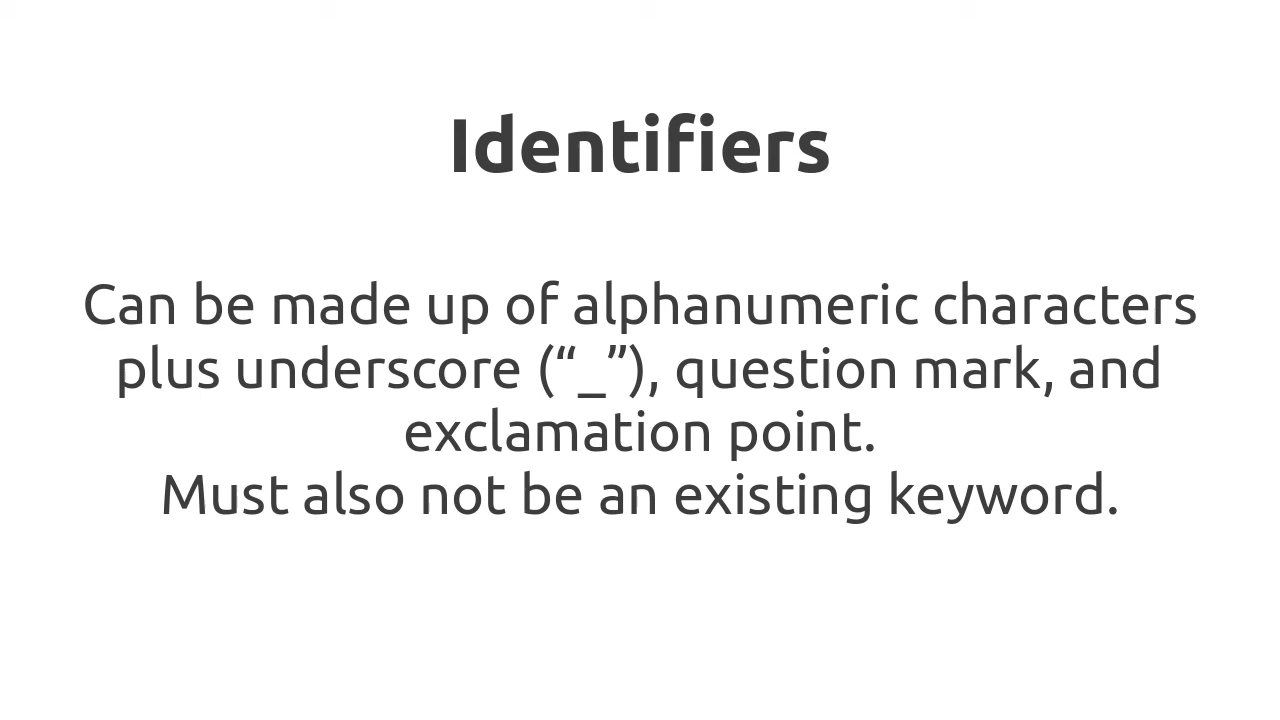 Identifiers
Can be made up of alphanumeric characters
plus underscore (“_”), question mark, and
exclamation point.
Must also not be an existing keyword.